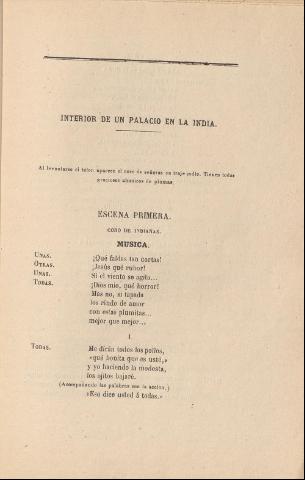 INTERIOR DE UN PALACIO EN LA INDIA.
Al levantarse el telon aparece el coro de señoras en traje indio. Tienen todas
graciosos abanicos de plumas.
ESCENA PRIMERA.
CORO DE INDIANAS.
MUSICA.
UNAS. ¡Qué faldas tan cortas!
OTRAS. ¡Jesús qué rubor!
UNAS. Si el viento se agita...
TODAS. ¡Dios mio, qué horror!
Mas no, si tapada
los rindo de amor
con estas plumitas...
mejor que mejor...
I.
TODAS. Me dirán todos los pollos,
«qué bonita que es usté,»
y yo haciendo la modesta,
los ojitos bajaré.
(Acompañando las palabras con la accion.)
«Eso dice usted á todas.»